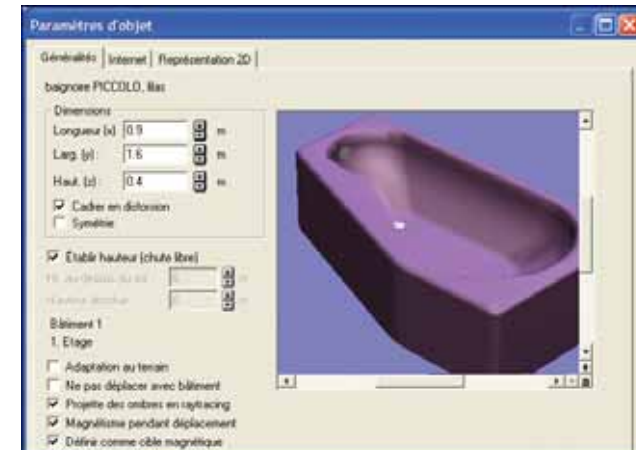 Paramètres d'objet
Généralités Internet Représentation 2D
baignore PICCOLO, lilas
Dimensions
Longueur (x) 0.9 m
Larg. (y): 1.6 m
Haut. (z): 0.4 m
Cadrer en distorsion
Symétrie
Établir hauteur (chute libre)
Bâtiment 1
1. Etage
Adaptation au terrain
Ne pas déplacer avec bâtiment
Projette des ombres en raytracing
Magnétisme pendant déplacement
Définir comme cible magnétique